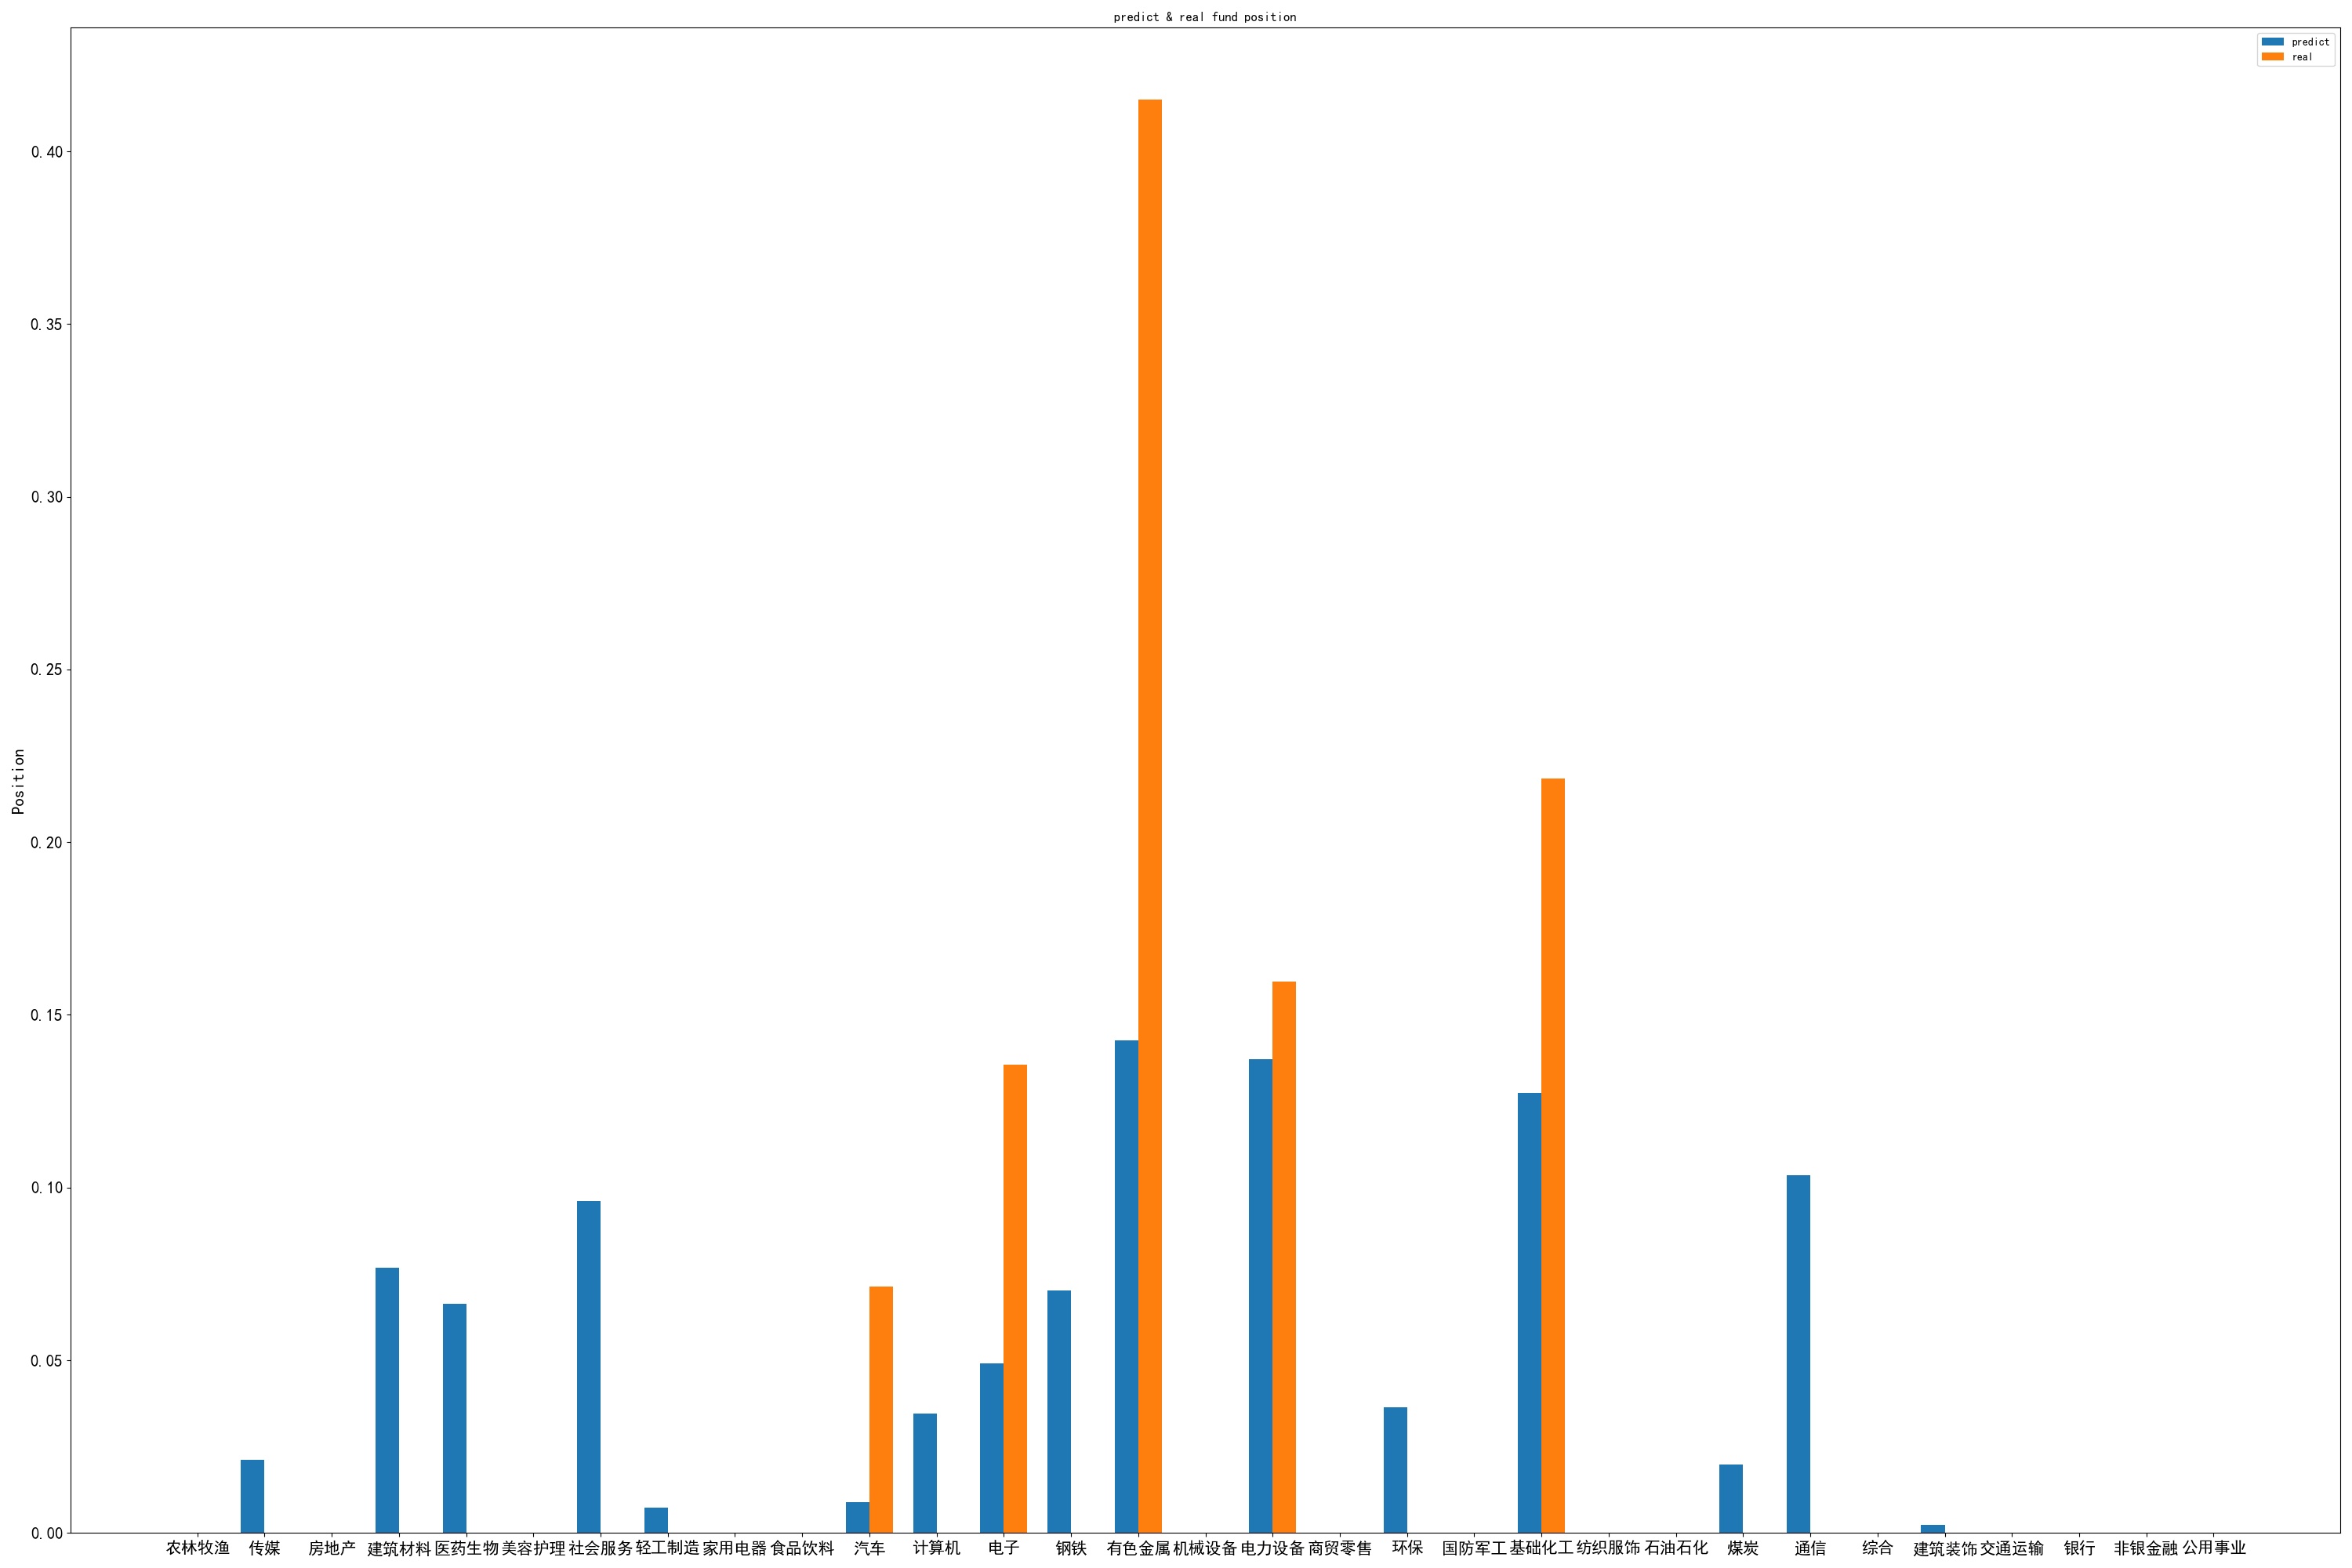 predict & real fund position
predict
real
0.40
0.35
0.30
0.25
0.20
0.15
0.10
0.05
0.00
Position
农林牧渔 传媒 房地产 建筑材料 医药生物 美容护理 社会服务 轻工制造 家用电器 食品饮料 汽车 计算机 电子 钢铁 有色金属 机械设备 电力设备 商贸零售 环保 国防军工 基础化工 纺织服饰 石油石化 煤炭 通信 综合 建筑装饰 交通运输 银行 非银金融 公用事业